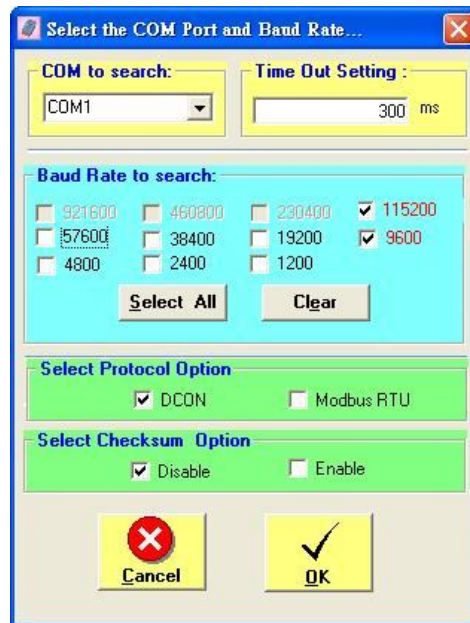 Select the COM Port and Baud Rate...
COM to search:
COM1
Time Out Setting :
300 ms
Baud Rate to search:
921600 460800 230400 115200
57600 38400 19200 9600
4800 2400 1200
Select All Clear
Select Protocol Option
DCON Modbus RTU
Select Checksum Option
Disable Enable
Cancel OK